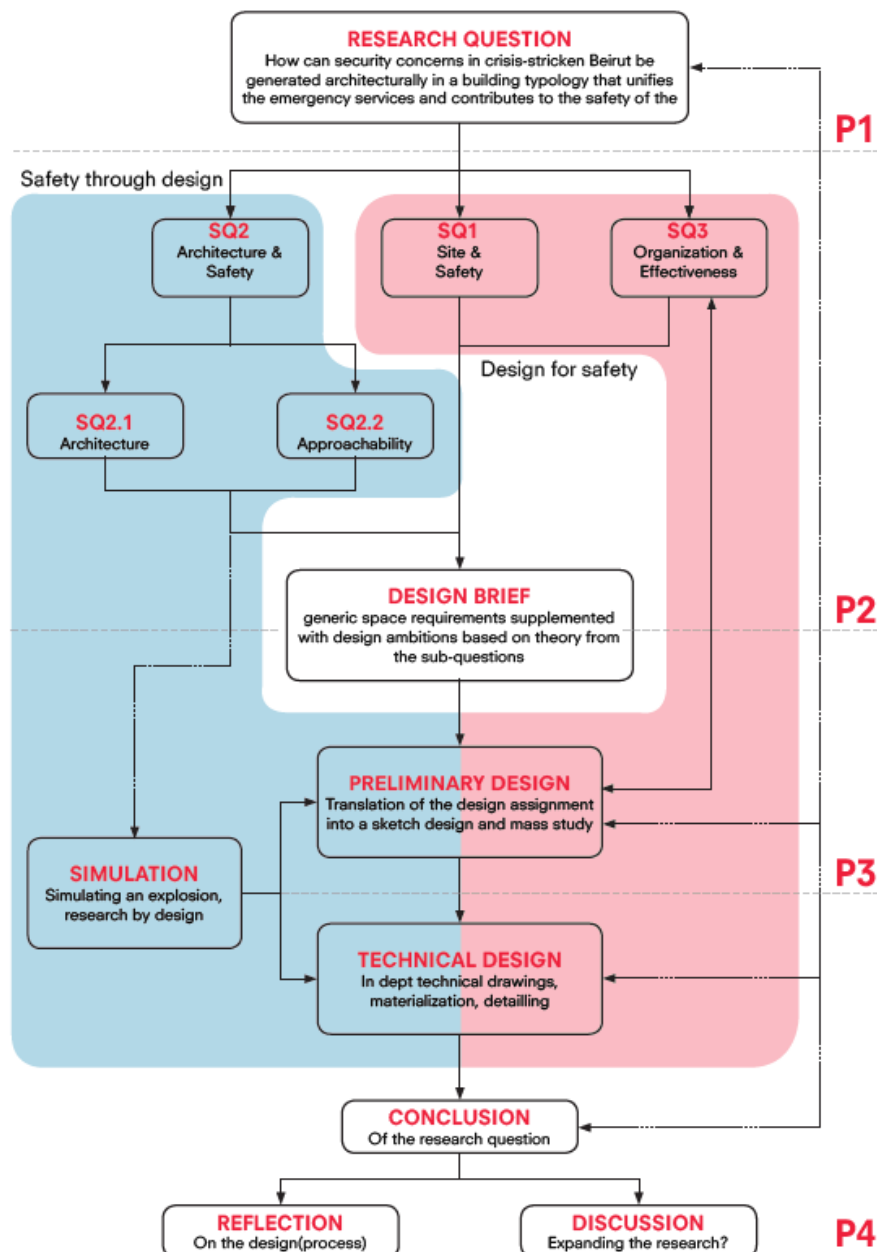 RESEARCH QUESTION
How can security concerns in crisis-stricken Beirut be
generated architecturally in a building typology that unifies
the emergency services and contributes to the safety of the
P1
Safety through design
SQ2
Architecture &
Safety
SQ1
Site &
Safety
SQ3
Organization &
Effectiveness
Design for safety
SQ2.1
Architecture
SQ2.2
Approachability
DESIGN BRIEF
generic space requirements supplemented
with design ambitions based on theory from
the sub-questions
P2
PRELIMINARY DESIGN
Translation of the design assignment
into a sketch design and mass study
SIMULATION
Simulating an explosion,
research by design
P3
TECHNICAL DESIGN
In dept technical drawings,
materialization, detailling
CONCLUSION
Of the research question
REFLECTION
On the design(process)
DISCUSSION
Expanding the research?
P4